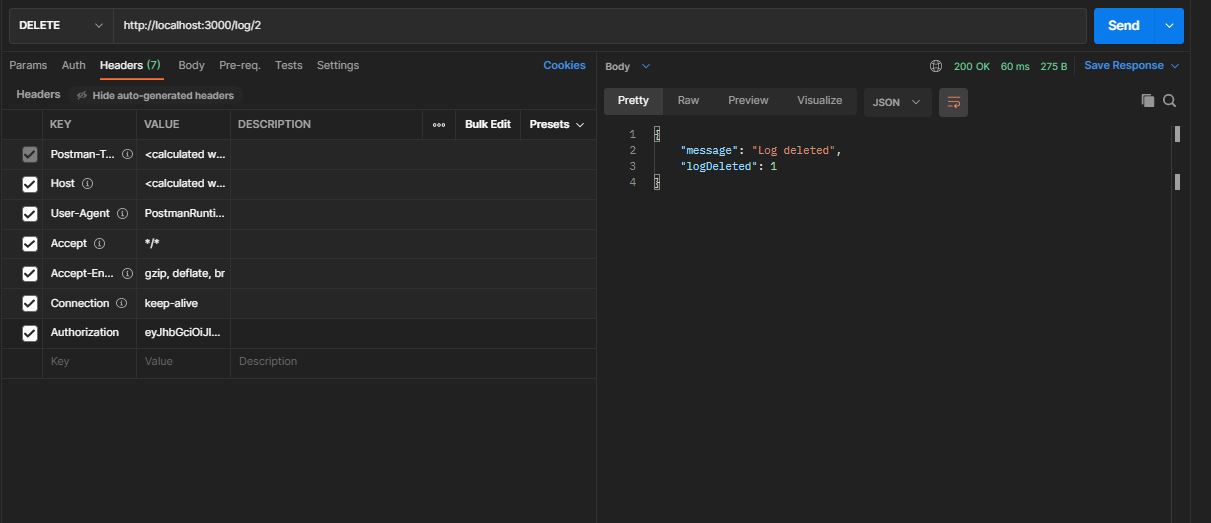 DELETE http://localhost:3000/log/2 Send
Params Auth Headers (7) Body Pre-req. Tests Settings Cookies
Headers Hide auto-generated headers
KEY VALUE DESCRIPTION ••• Bulk Edit Presets
Postman-T... <calculated w...
Host <calculated w...
User-Agent PostmanRunti...
Accept */*
Accept-En... gzip, deflate, br
Connection keep-alive
Authorization eyJhbGciOiJI...
Key Value Description
Body 200 OK 60 ms 275 B Save Response
Pretty Raw Preview Visualize JSON
1 {
2 "message": "Log deleted",
3 "logDeleted": 1
4 }